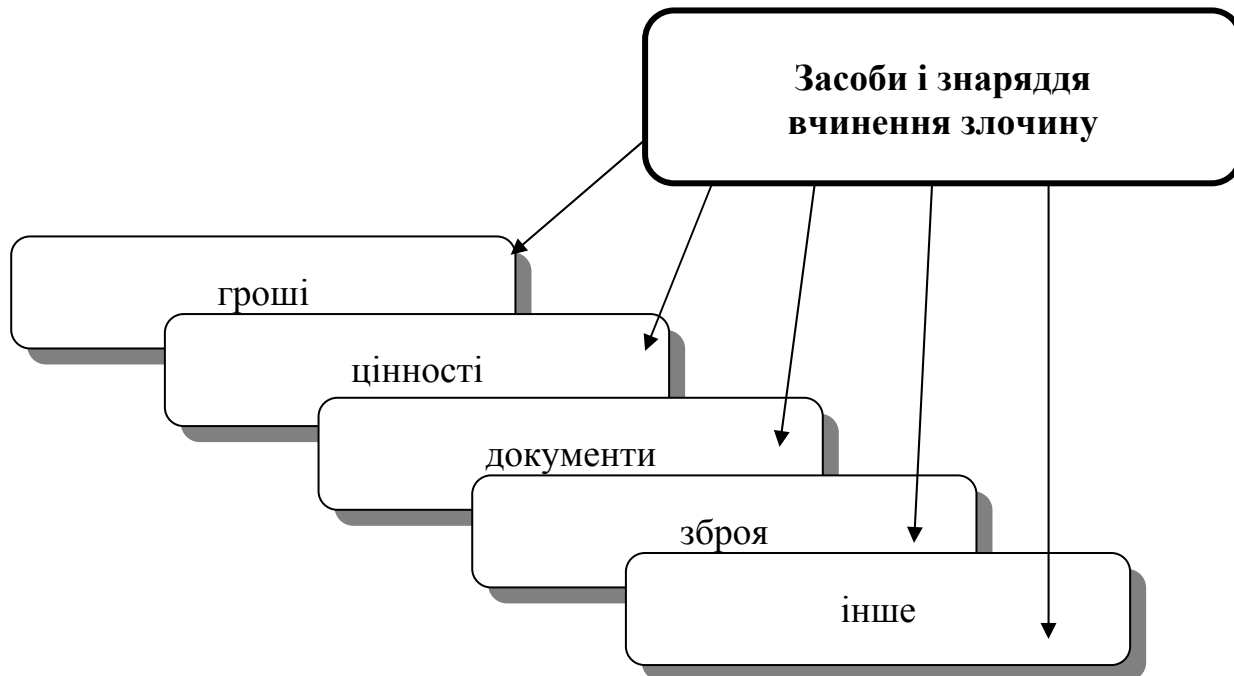 Засоби і знаряддя
вчинення злочину
гроші
цінності
документи
зброя
інше